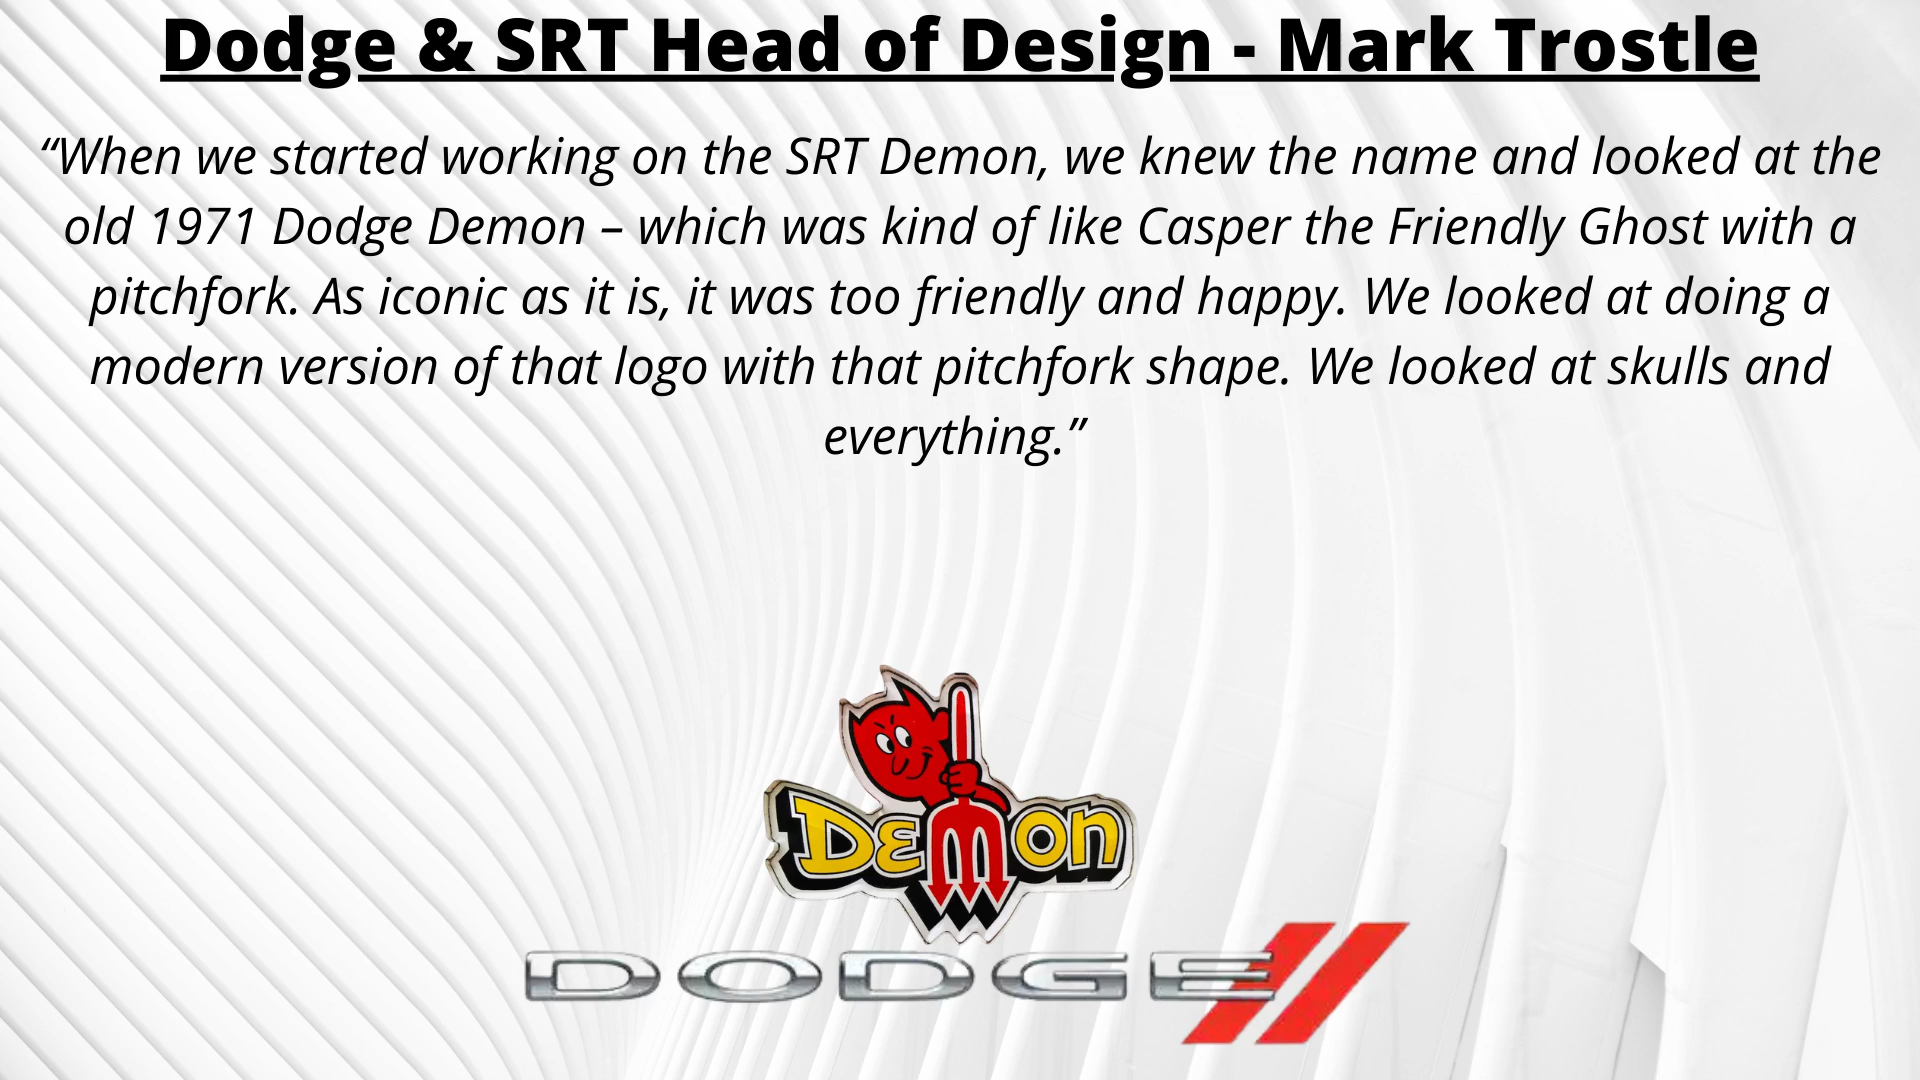 Dodge & SRT Head of Design - Mark Trostle
“When we started working on the SRT Demon, we knew the name and looked at the
old 1971 Dodge Demon – which was kind of like Casper the Friendly Ghost with a
pitchfork. As iconic as it is, it was too friendly and happy. We looked at doing a
modern version of that logo with that pitchfork shape. We looked at skulls and
everything.”
Demon
DODGE